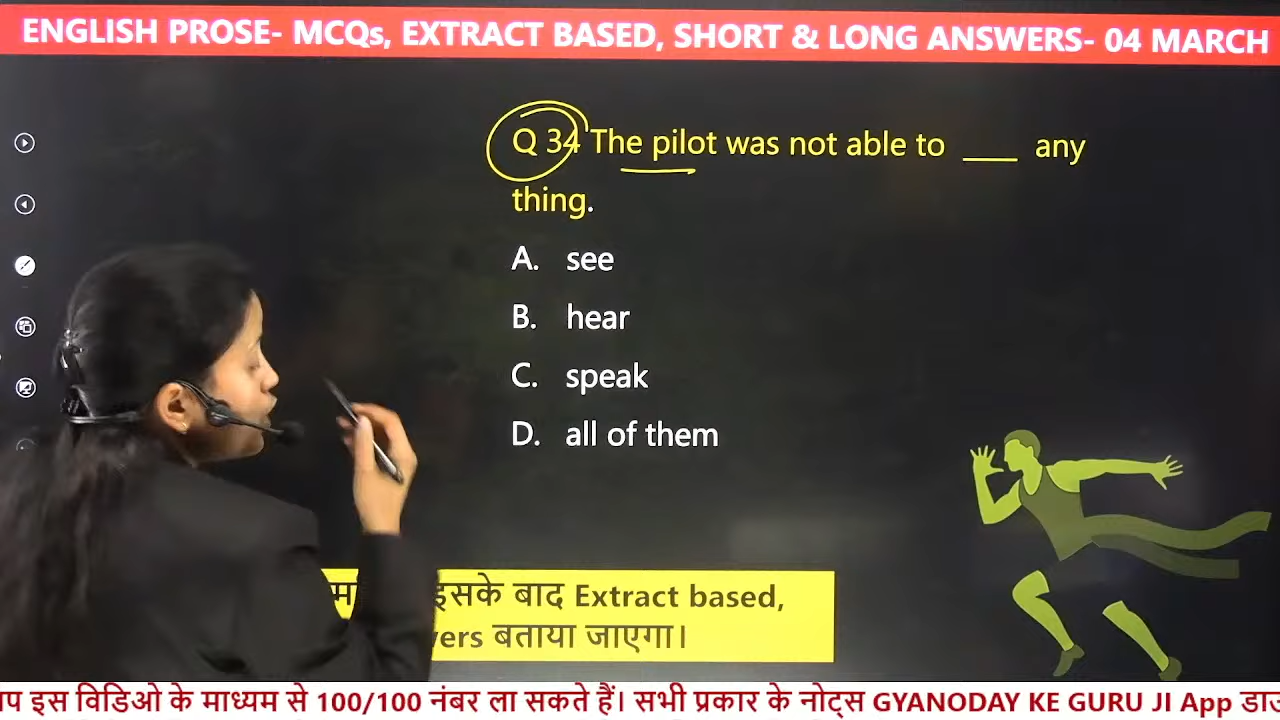 ENGLISH PROSE- MCQs, EXTRACT BASED, SHORT & LONG ANSWERS- 04 MARCH
Q 34 The pilot was not able to ___ any
thing.
A. see
B. hear
C. speak
D. all of them
इसके बाद Extract based,
बताया जाएगा।
इस विडिओ के माध्यम से 100/100 नंबर ला सकते हैं। सभी प्रकार के नोट्स GYANODAY KE GURU JI App